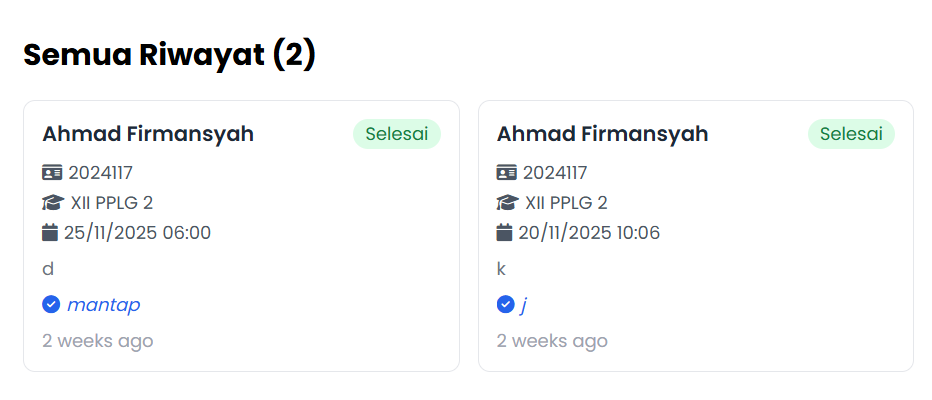 Semua Riwayat (2)
Ahmad Firmansyah
Selesai
2024117
XII PPLG 2
25/11/2025 06:00
d
mantap
2 weeks ago
Ahmad Firmansyah
Selesai
2024117
XII PPLG 2
20/11/2025 10:06
k
j
2 weeks ago